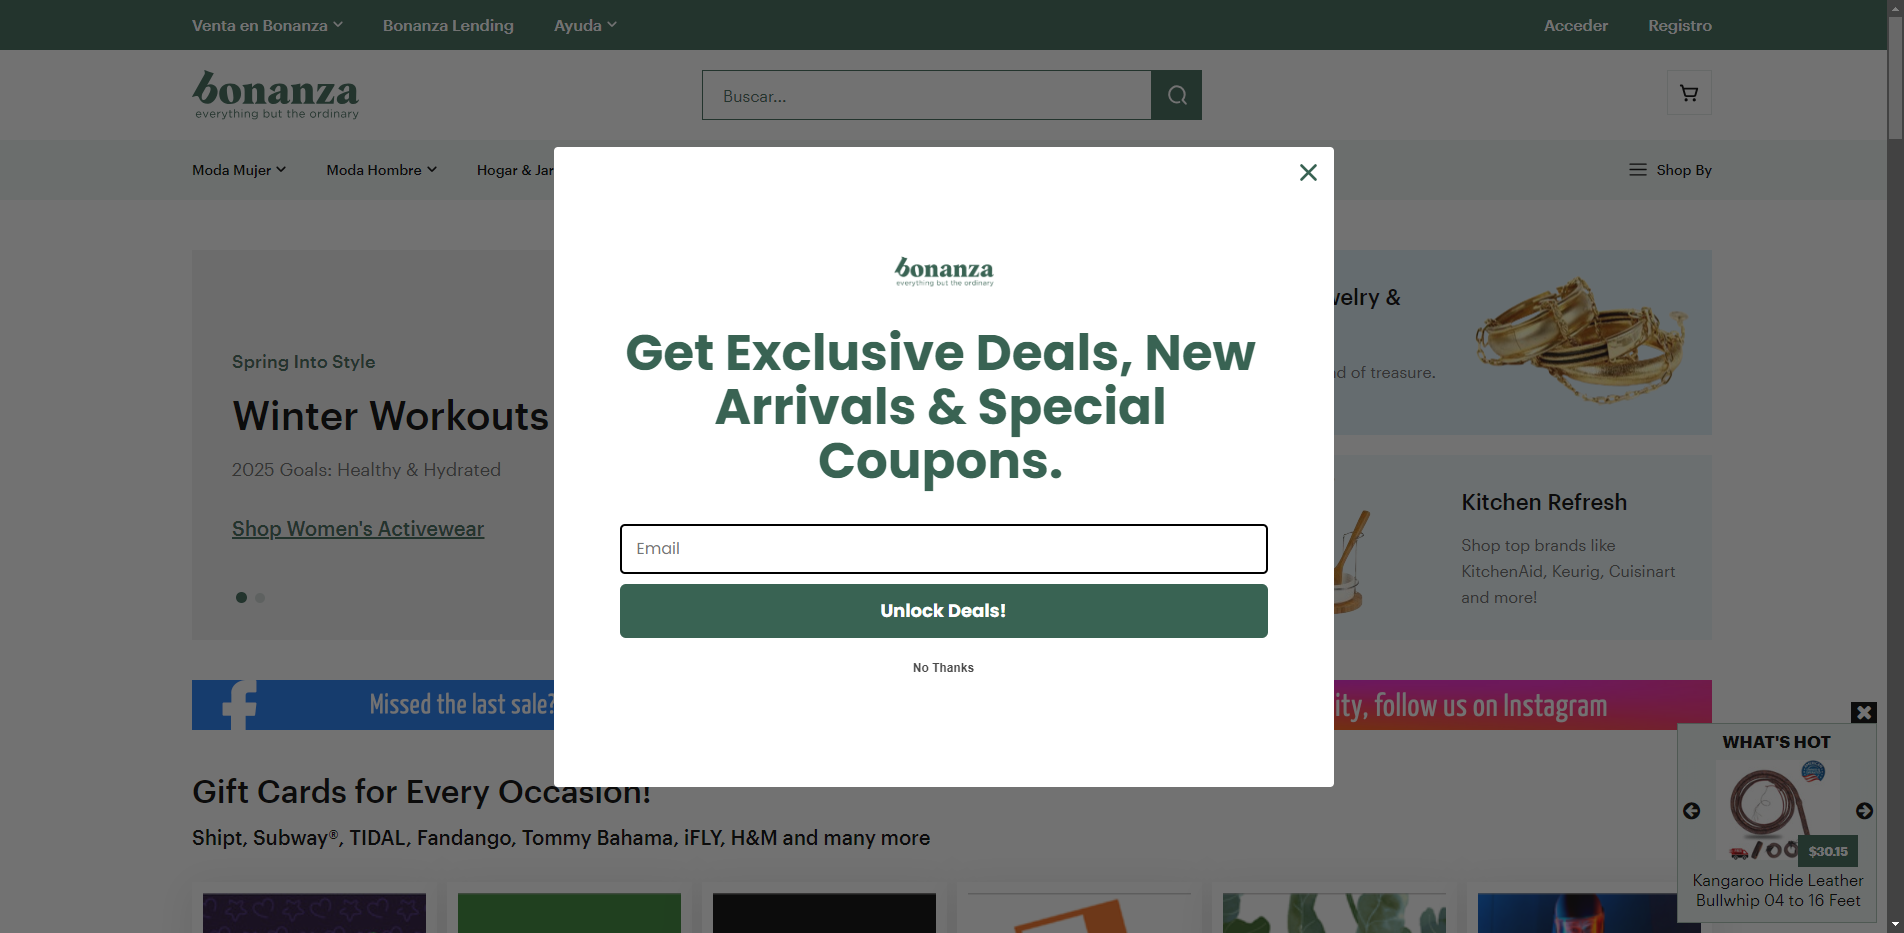 Venta en Bonanza
Bonanza Lending
Ayuda
Acceder
Registro
bonanza
everything but the ordinary
Buscar...
Moda Mujer
Moda Hombre
Hogar & Jar
Shop By
Spring Into Style
Winter Workouts
2025 Goals: Healthy & Hydrated
Shop Women's Activewear
bonanza
everything but the ordinary
Get Exclusive Deals, New
Arrivals & Special
Coupons.
Email
Unlock Deals!
No Thanks
welry &
d of treasure.
Kitchen Refresh
Shop top brands like
KitchenAid, Keurig, Cuisinart
and more!
Missed the last sale?
ity, follow us on Instagram
Gift Cards for Every Occasion!
Shipt, Subway®, TIDAL, Fandango, Tommy Bahama, iFLY, H&M and many more
WHAT'S HOT
$30.15
Kangaroo Hide Leather
Bullwhip 04 to 16 Feet